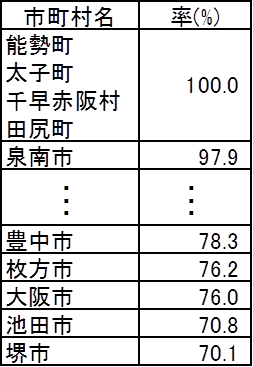 市町村名 率(%)
能勢町
太子町
千早赤阪村
田尻町
100.0
泉南市 97.9
⋮ ⋮
豊中市 78.3
枚方市 76.2
大阪市 76.0
池田市 70.8
堺市 70.1